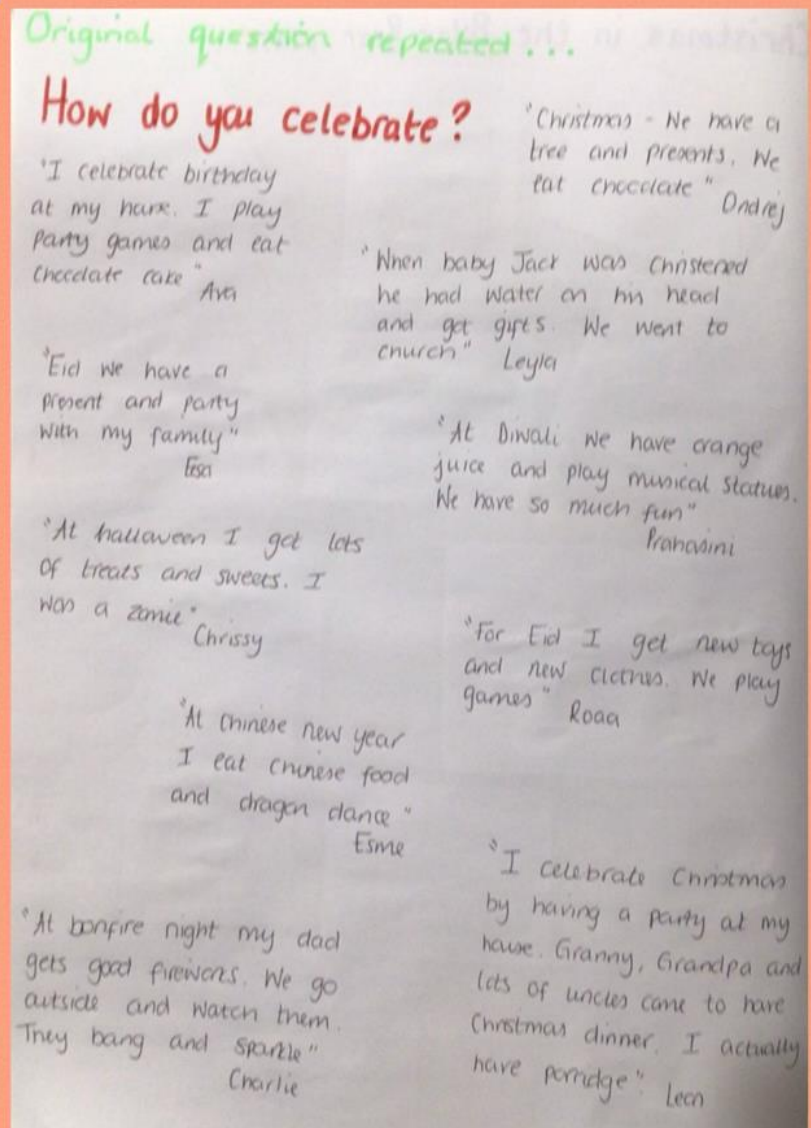 Original question repeated...
How do you celebrate?
"Christmas - We have a
tree and presents. We
eat chocolate" Ondrej
"I celebrate birthday
at my house. I play
party games and eat
chocolate cake"
Ava
"When baby Jack was christened
he had water on his head
and got gifts. We went to
church" Leyla
"Eid we have a
present and party
with my family"
"At Diwali we have orange
juice and play musical statues.
We have so much fun"
Pranasini
"At halloween I got lots
of treats and sweets. I
was a zomie"
Chrissy
"For Eid I get new toys
and new clothes. We play
games" Roaa
"At chinese new year
I eat chinese food
and dragon dance"
Esme
"I celebrate Christmas
by having a party at my
house. Granny, Grandpa and
lots of uncles come to have
Christmas dinner. I actually
have porridge" Leon
"At bonfire night my dad
gets good fireworks. We go
outside and watch them.
They bang and sparkle"
Charlie